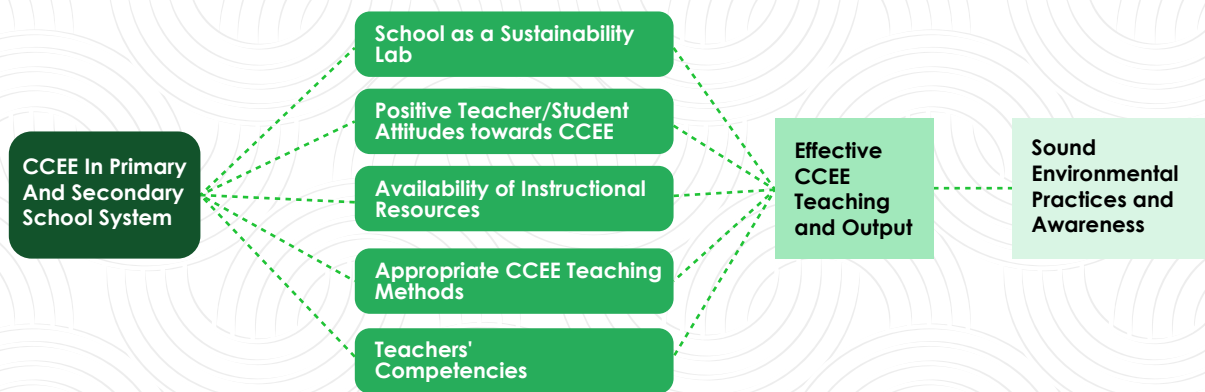 CCEE In Primary
And Secondary
School System
School as a Sustainability
Lab
Positive Teacher/Student
Attitudes towards CCEE
Availability of Instructional
Resources
Appropriate CCEE Teaching
Methods
Teachers'
Competencies
Effective
CCEE
Teaching
and Output
Sound
Environmental
Practices and
Awareness